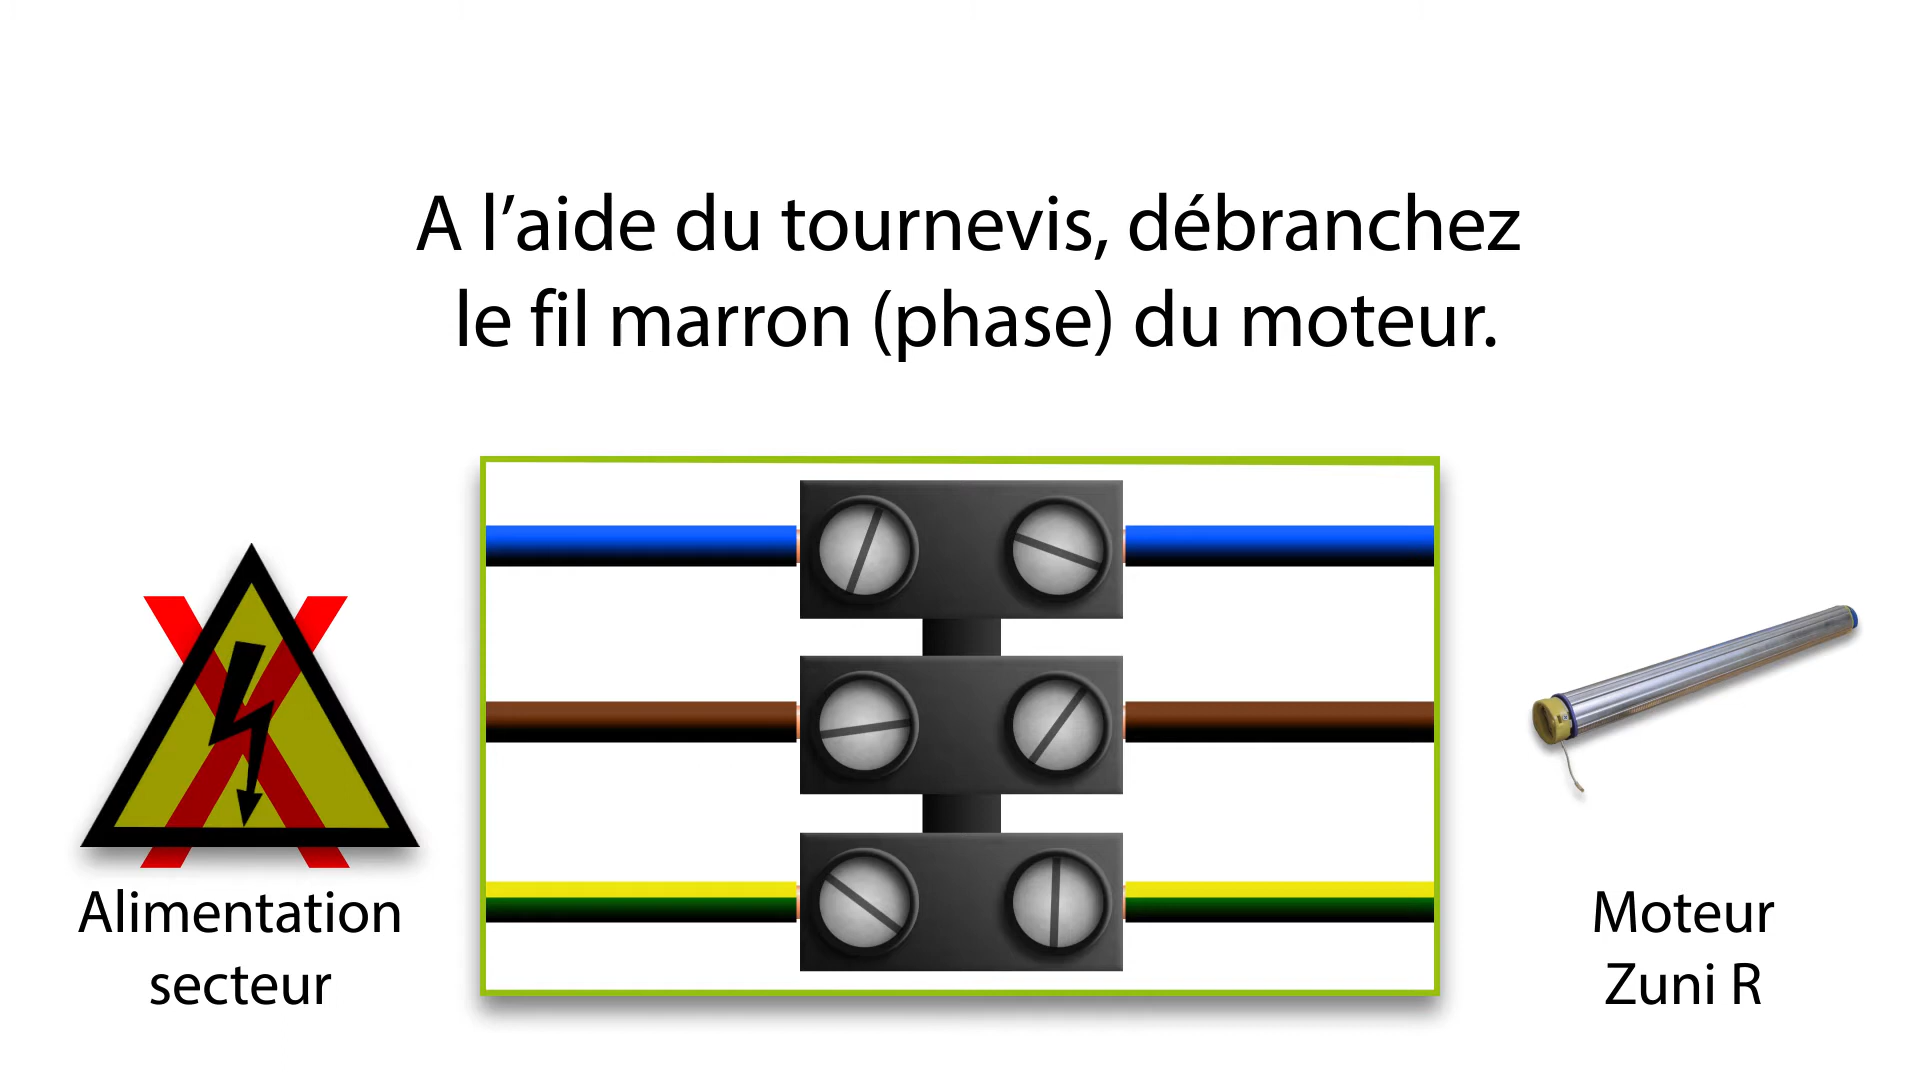 A l’aide du tournevis, débranchez
le fil marron (phase) du moteur.
Alimentation
secteur
Moteur
Zuni R